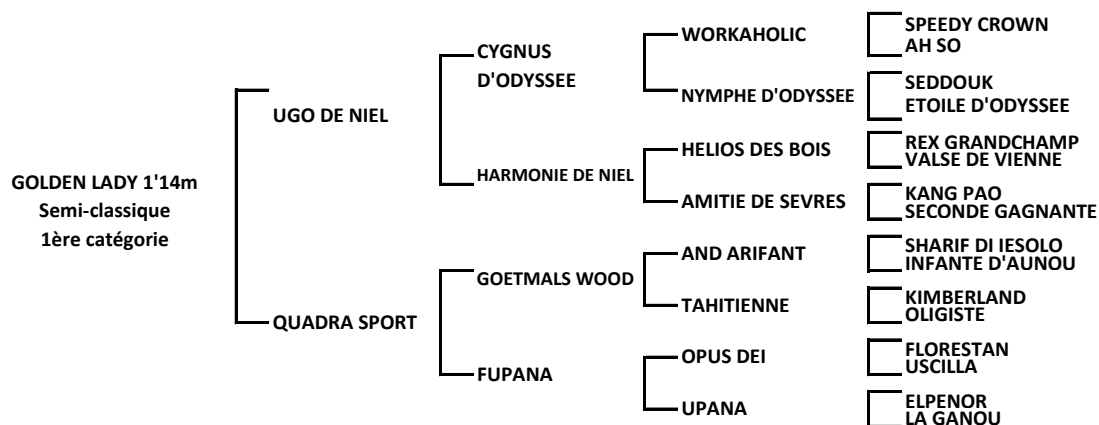 GOLDEN LADY 1'14m
Semi-classique
1ère catégorie
UGO DE NIEL
QUADRA SPORT
CYGNUS
D'ODYSSEE
HARMONIE DE NIEL
GOETMALS WOOD
FUPANA
WORKAHOLIC
NYMPHE D'ODYSSEE
HELIOS DES BOIS
AMITIE DE SEVRES
AND ARIFANT
TAHITIENNE
OPUS DEI
UPANA
SPEEDY CROWN
AH SO
SEDDOUK
ETOILE D'ODYSSEE
REX GRANDCHAMP
VALSE DE VIENNE
KANG PAO
SECONDE GAGNANTE
SHARIF DI IESOLO
INFANTE D'AUNOU
KIMBERLAND
OLIGISTE
FLORESTAN
USCILLA
ELPENOR
LA GANOU